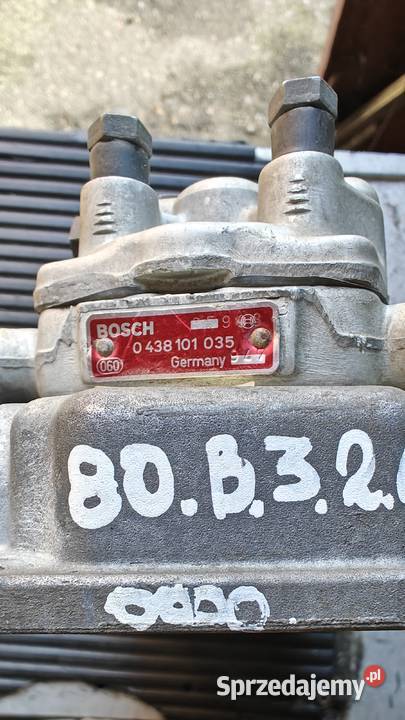 BOSCH
0 438 101 035
Germany
060
80.B.3.2.
Sprzedajemy.pl